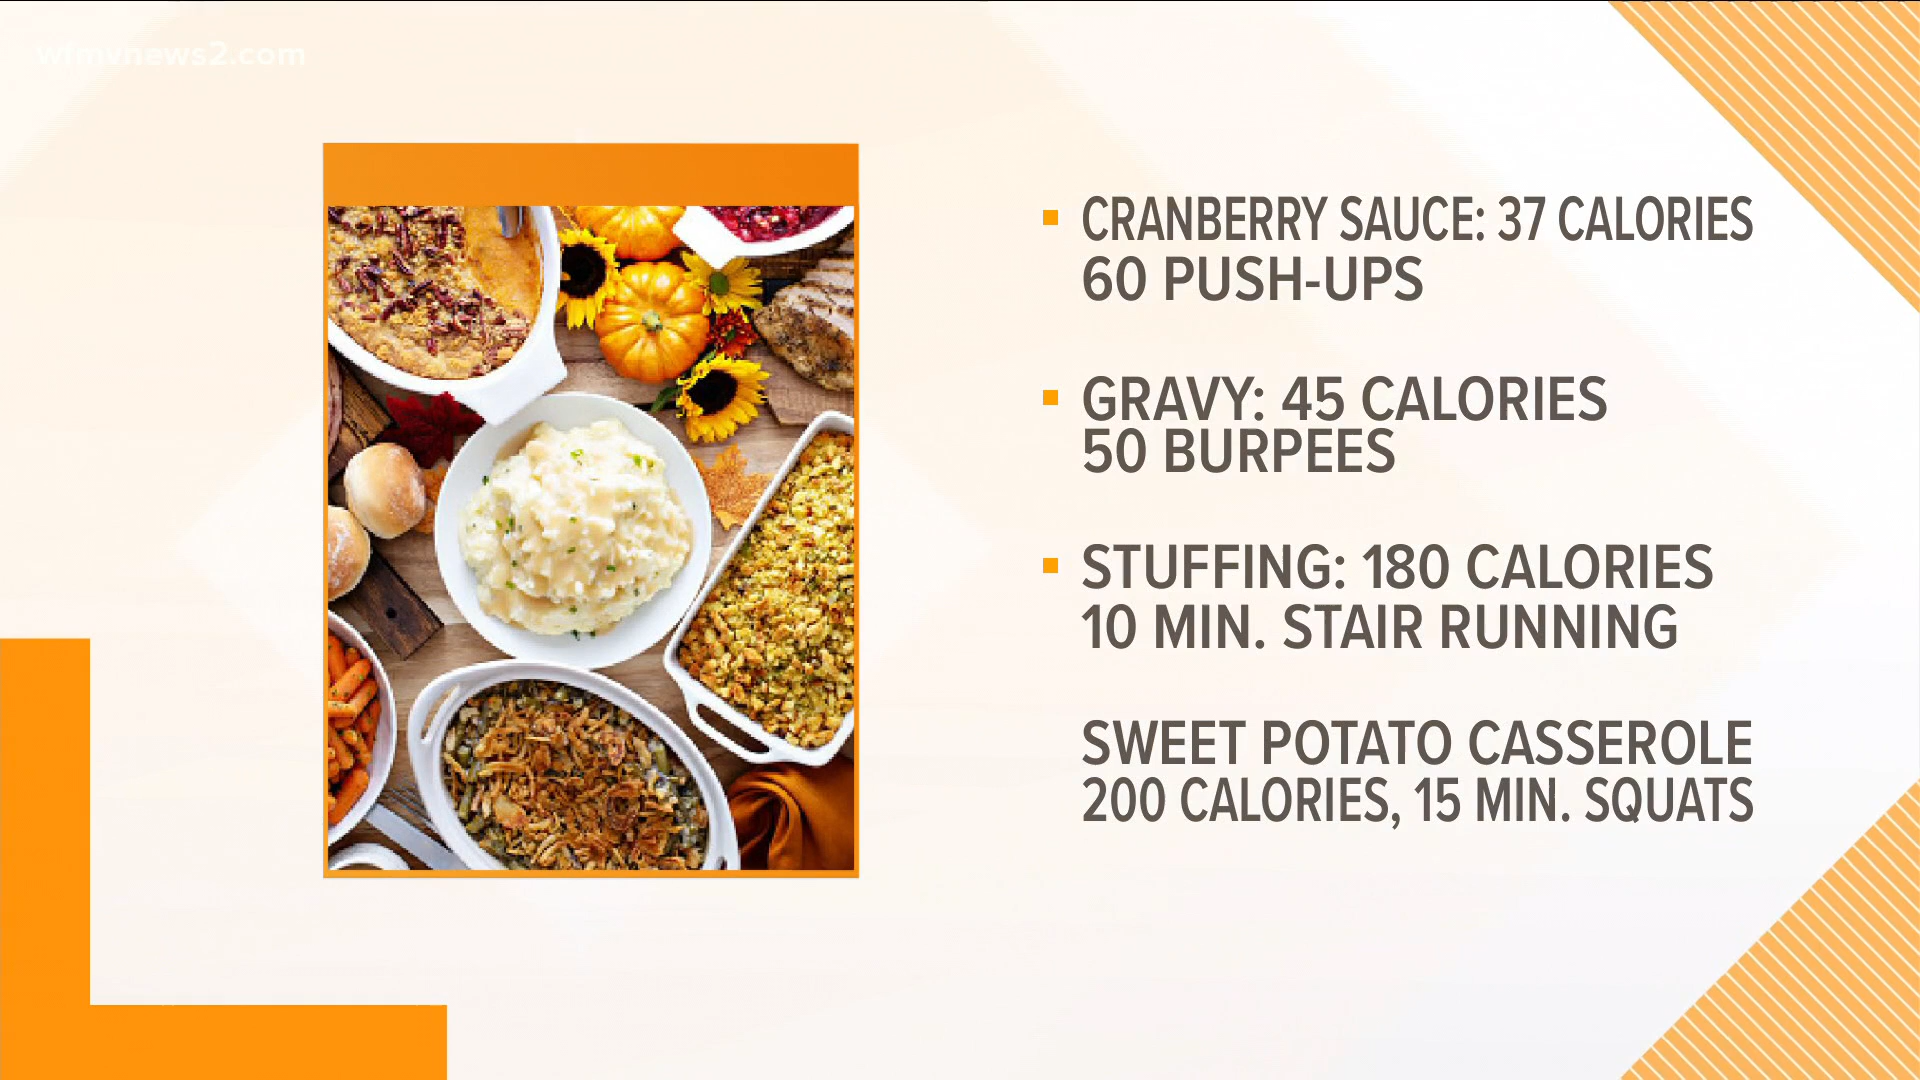 wfmynews2.com
CRANBERRY SAUCE: 37 CALORIES
60 PUSH-UPS
GRAVY: 45 CALORIES
50 BURPEES
STUFFING: 180 CALORIES
10 MIN. STAIR RUNNING
SWEET POTATO CASSEROLE
200 CALORIES, 15 MIN. SQUATS